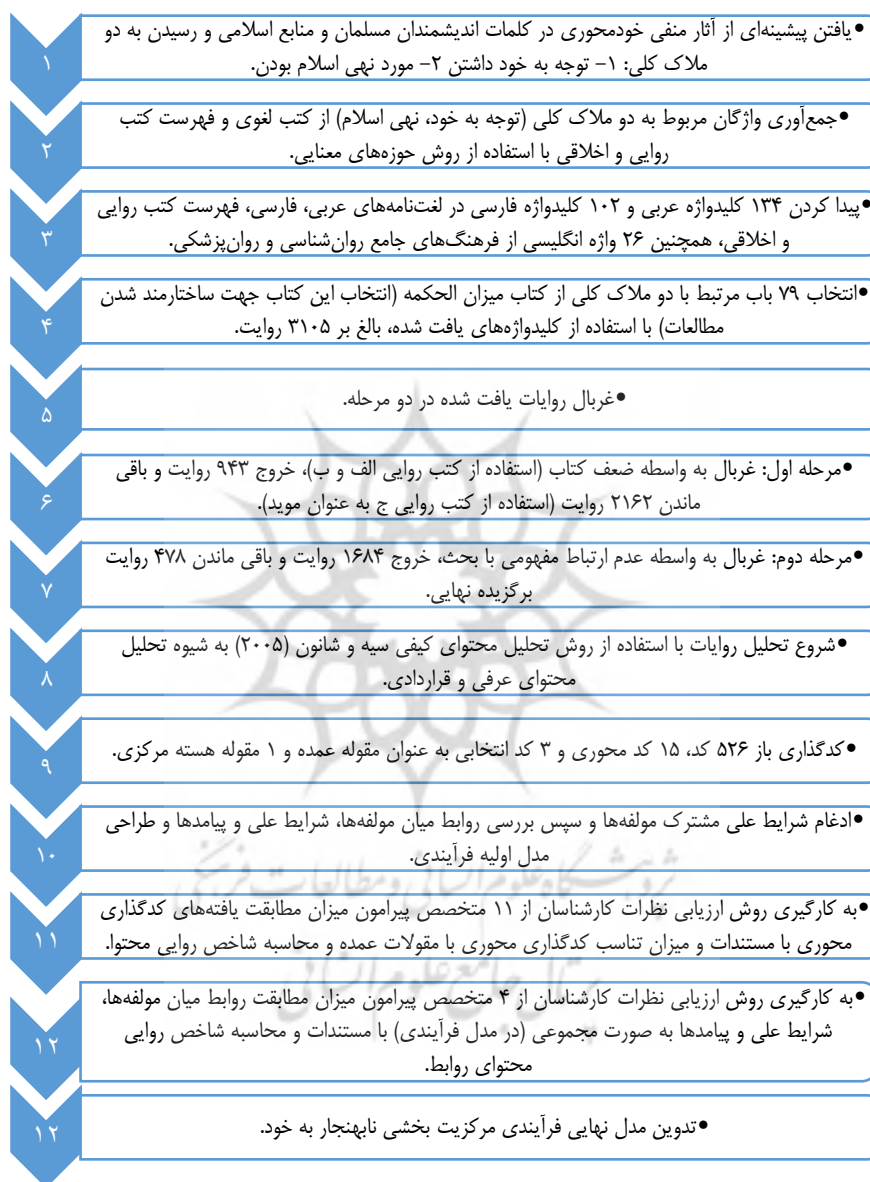 ۱
•یافتن پیشینه‌ای از آثار منفی خودمحوری در کلمات اندیشمندان مسلمان و منابع اسلامی و رسیدن به دو
ملاک کلی: ۱- توجه به خود داشتن ۲- مورد نهی اسلام بودن.
۲
•جمع‌آوری واژگان مربوط به دو ملاک کلی (توجه به خود، نهی اسلام) از کتب لغوی و فهرست کتب
روایی و اخلاقی با استفاده از روش حوزه‌های معنایی.
۳
•پیدا کردن ۱۳۴ کلیدواژه عربی و ۱۰۲ کلیدواژه فارسی در لغت‌نامه‌های عربی، فارسی، فهرست کتب روایی
و اخلاقی، همچنین ۲۶ واژه انگلیسی از فرهنگ‌های جامع روان‌شناسی و روان‌پزشکی.
۴
•انتخاب ۷۹ باب مرتبط با دو ملاک کلی از کتاب میزان الحکمه (انتخاب این کتاب جهت ساختارمند شدن
مطالعات) با استفاده از کلیدواژه‌های یافت شده، بالغ بر ۳۱۰۵ روایت.
۵
•غربال روایات یافت شده در دو مرحله.
۶
•مرحله اول: غربال به واسطه ضعف کتاب (استفاده از کتب روایی الف و ب)، خروج ۹۴۳ روایت و باقی
ماندن ۲۱۶۲ روایت (استفاده از کتب روایی ج به عنوان موید).
۷
•مرحله دوم: غربال به واسطه عدم ارتباط مفهومی با بحث، خروج ۱۶۸۴ روایت و باقی ماندن ۴۷۸ روایت
برگزیده نهایی.
۸
•شروع تحلیل روایات با استفاده از روش تحلیل محتوای کیفی سیه و شانون (۲۰۰۵) به شیوه تحلیل
محتوای عرفی و قراردادی.
۹
•کدگذاری باز ۵۲۶ کد، ۱۵ کد محوری و ۳ کد انتخابی به عنوان مقوله عمده و ۱ مقوله هسته مرکزی.
۱۰
•ادغام شرایط علی مشترک مولفه‌ها و سپس بررسی روابط میان مولفه‌ها، شرایط علی و پیامدها و طراحی
مدل اولیه فرآیندی.
۱۱
•به کارگیری روش ارزیابی نظرات کارشناسان از ۱۱ متخصص پیرامون میزان مطابقت یافته‌های کدگذاری
محوری با مستندات و میزان تناسب کدگذاری محوری با مقولات عمده و محاسبه شاخص روایی محتوا.
۱۲
•به کارگیری روش ارزیابی نظرات کارشناسان از ۴ متخصص پیرامون میزان مطابقت روابط میان مولفه‌ها،
شرایط علی و پیامدها به صورت مجموعی (در مدل فرآیندی) با مستندات و محاسبه شاخص روایی
محتوای روابط.
۱۲
•تدوین مدل نهایی فرآیندی مرکزیت بخشی نابهنجار به خود.
پژوهشگاه علوم انسانی و مطالعات فرهنگی
پرتال جامع علوم انسانی